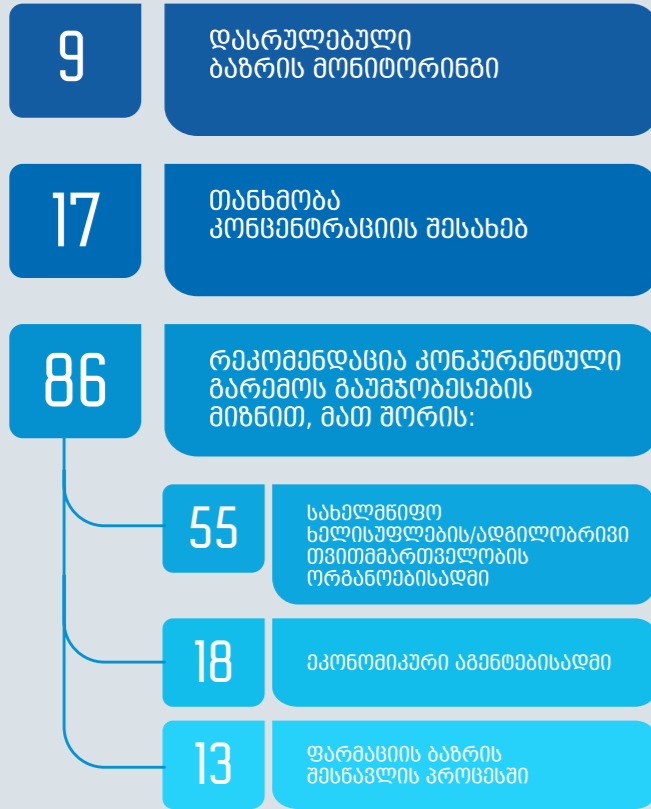 9
დასრულებული
ბაზრის მონიტორინგი
17
თანხმობა
კონცენტრაციის შესახებ
86
რეკომენდაცია კონკურენტული
გარემოს გაუმჯობესების
მიზნით, მათ შორის:
55
სახელმწიფო
ხელისუფლების/ადგილობრივი
თვითმმართველობის
ორგანოებისადმი
18
ეკონომიკური აგენტებისადმი
13
ფარმაციის ბაზრის
შესწავლის პროცესში